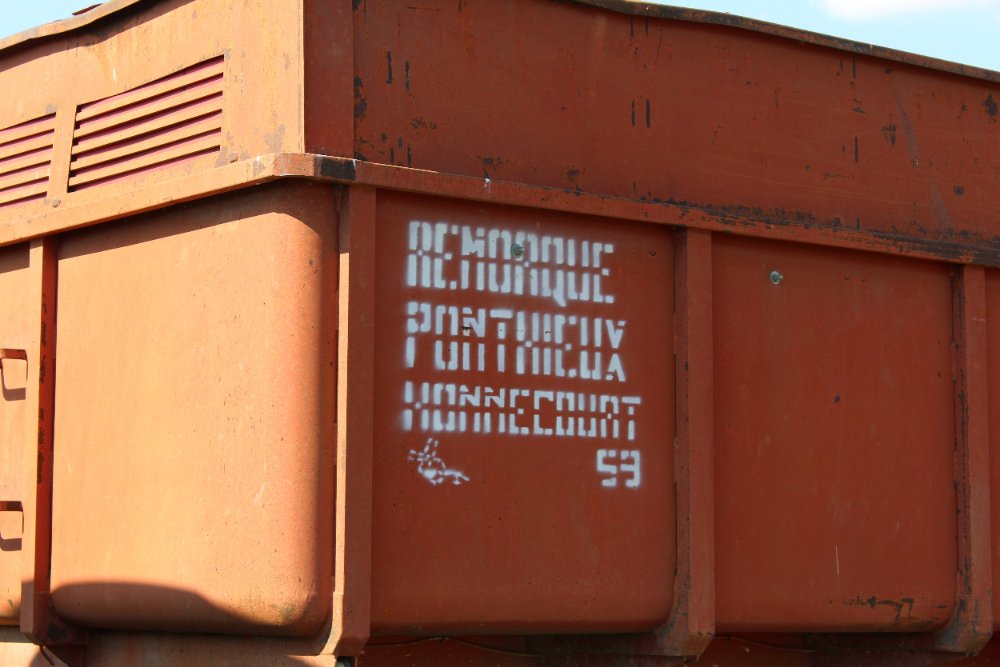 REMORQUE
PONTHIEUX
HONNECOURT
59